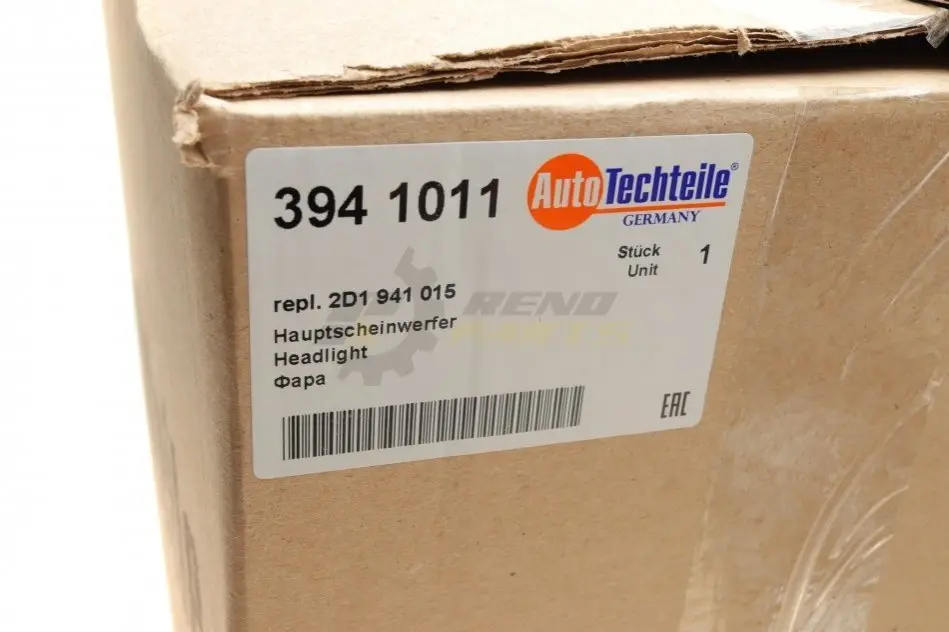 394 1011
AutoTechteile®
GERMANY
Stück 1
Unit
repl. 2D1 941 015
Hauptscheinwerfer
Headlight
Фара
EAC
RENO
PARTS